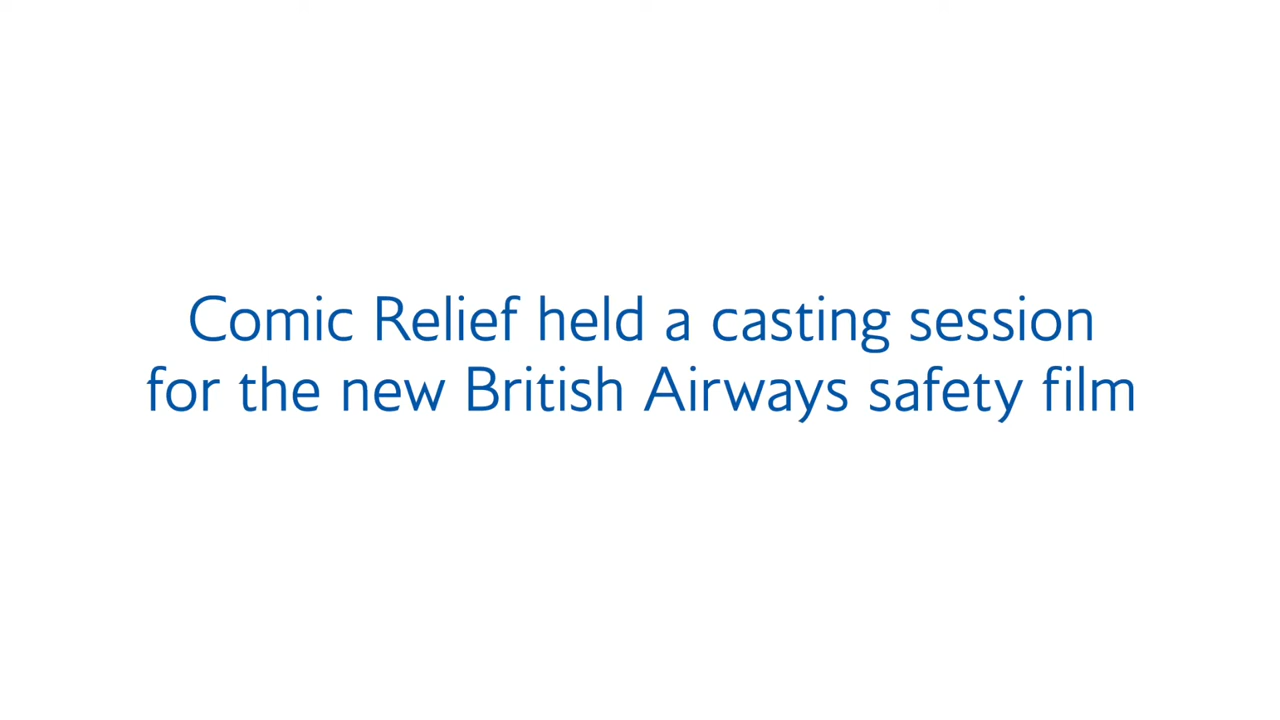 Comic Relief held a casting session
for the new British Airways safety film